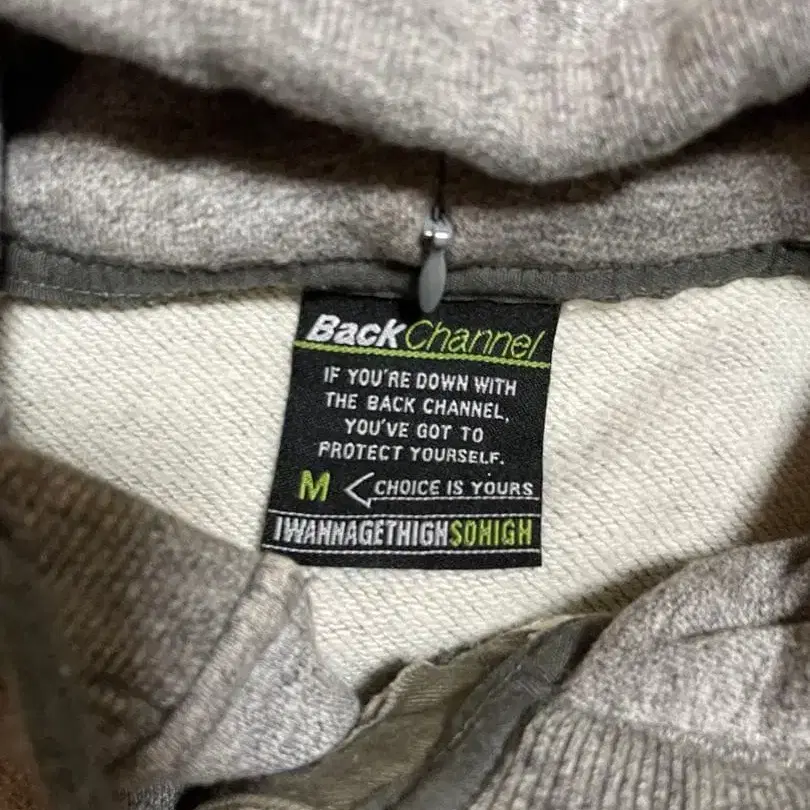 BackChannel
IF YOU'RE DOWN WITH
THE BACK CHANNEL,
YOU'VE GOT TO
PROTECT YOURSELF.
M CHOICE IS YOURS
IWANNAGETHIGHSOHIGH